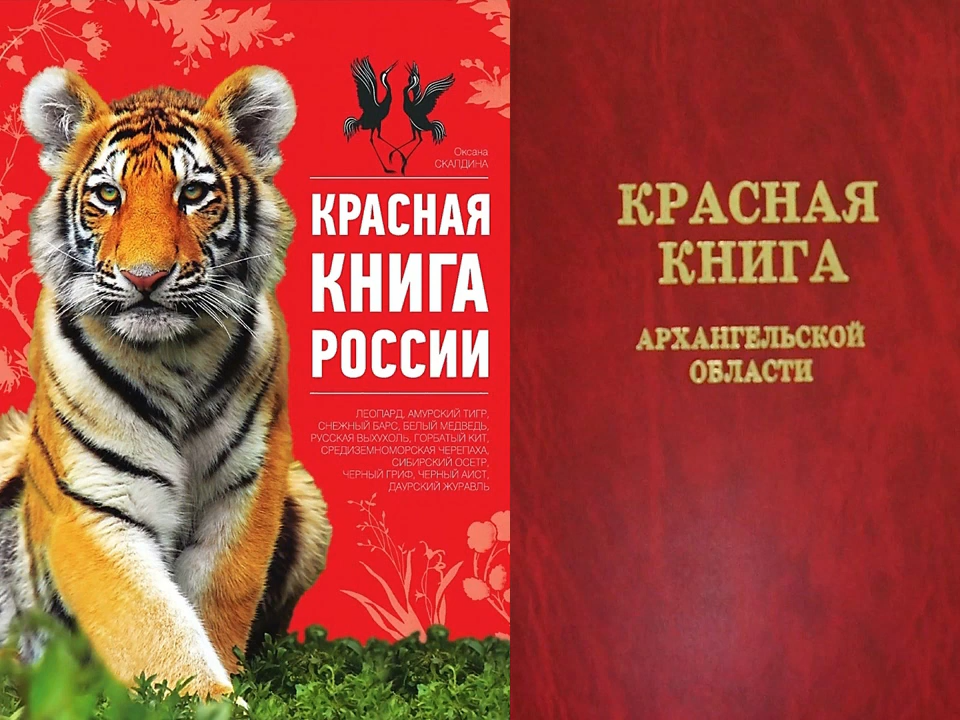 Оксана
СКАЛДИНА
КРАСНАЯ
КНИГА
РОССИИ
ЛЕОПАРД, АМУРСКИЙ ТИГР,
СНЕЖНЫЙ БАРС, БЕЛЫЙ МЕДВЕДЬ,
РУССКАЯ ВЫХУХОЛЬ, ГОРБАТЫЙ КИТ,
СРЕДИЗЕМНОМОРСКАЯ ЧЕРЕПАХА,
СИБИРСКИЙ ОСЕТР,
ЧЕРНЫЙ ГРИФ, ЧЕРНЫЙ АИСТ,
ДАУРСКИЙ ЖУРАВЛЬ
КРАСНАЯ
КНИГА
АРХАНГЕЛЬСКОЙ
ОБЛАСТИ